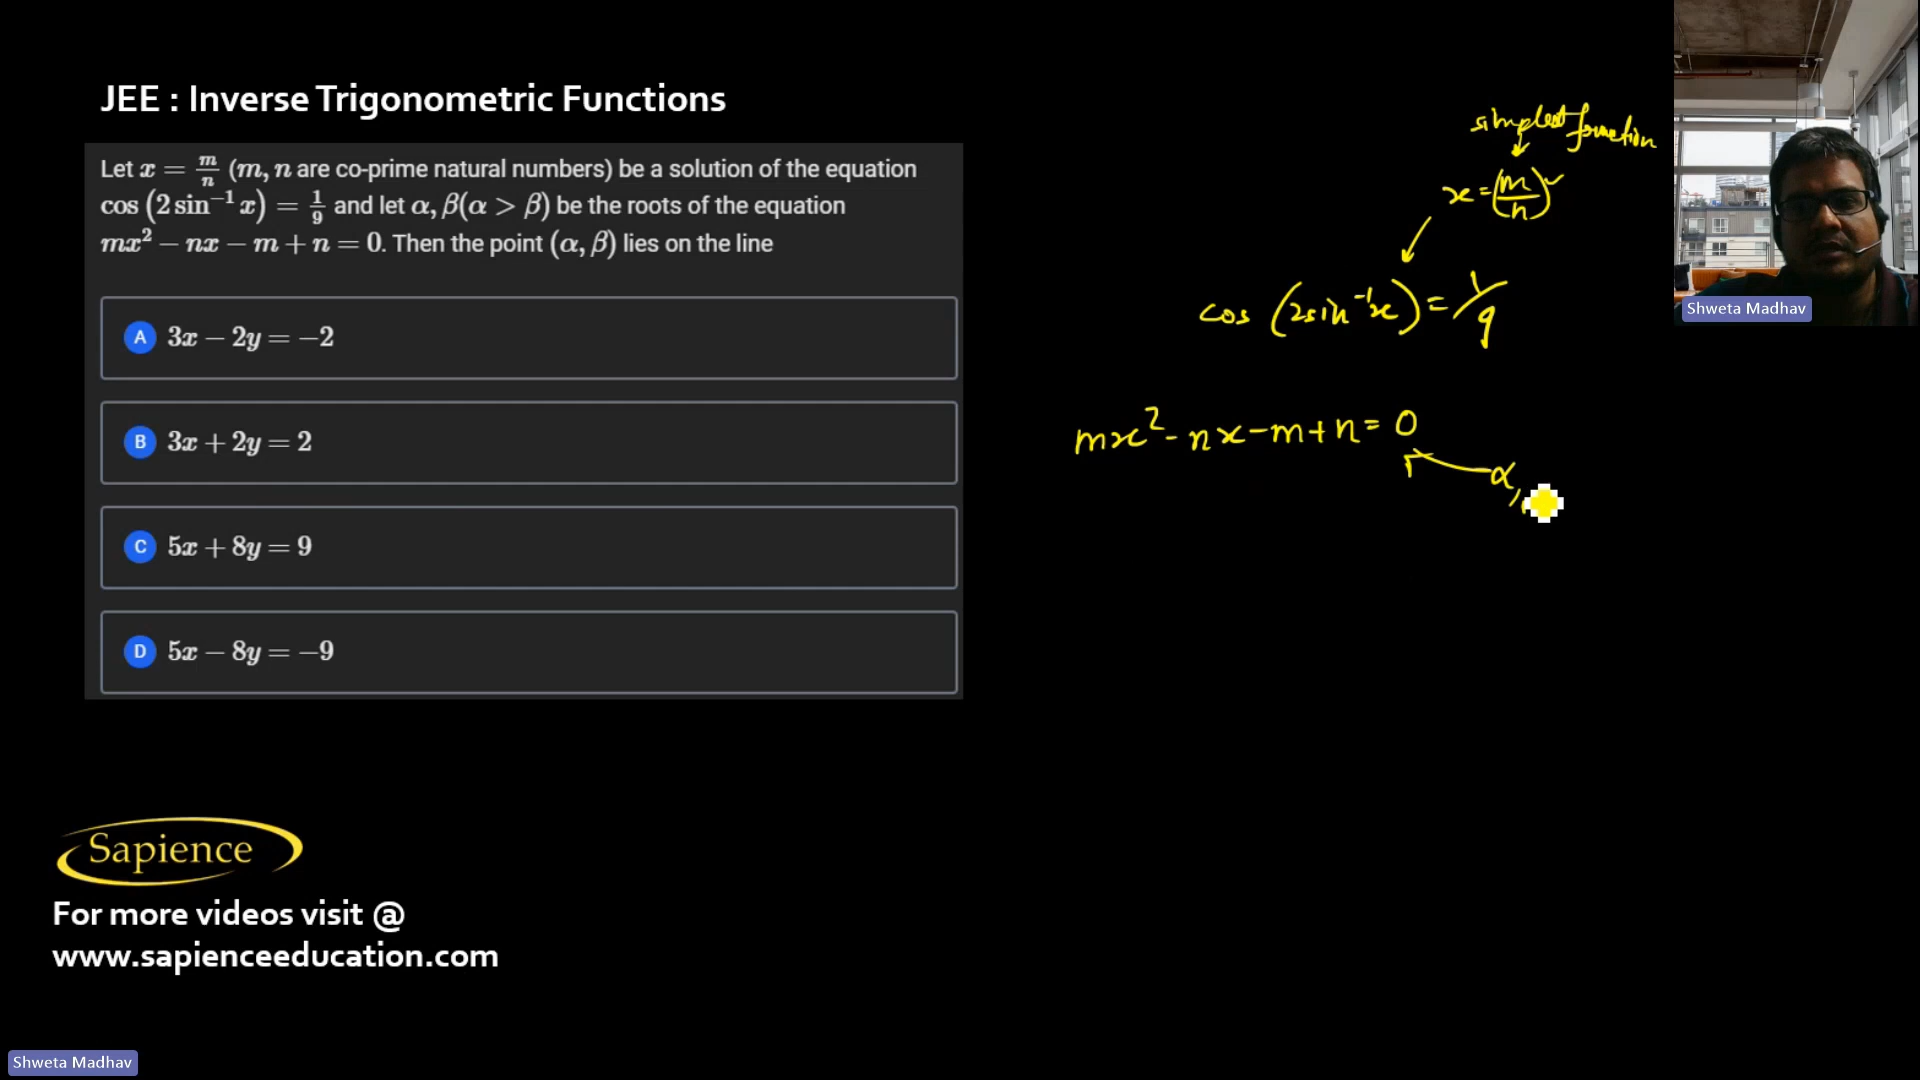 JEE : Inverse Trigonometric Functions
Let x = m/n (m, n are co-prime natural numbers) be a solution of the equation
cos (2 sin⁻¹ x) = 1/9 and let α, β(α > β) be the roots of the equation
mx² − nx − m + n = 0. Then the point (α, β) lies on the line
A 3x − 2y = −2
B 3x + 2y = 2
C 5x + 8y = 9
D 5x − 8y = −9
simplest function
x = (m/n)
cos (2sin⁻¹x) = 1/9
mx² - nx - m + n = 0
α,
Shweta Madhav
Sapience
For more videos visit @
www.sapienceeducation.com
Shweta Madhav